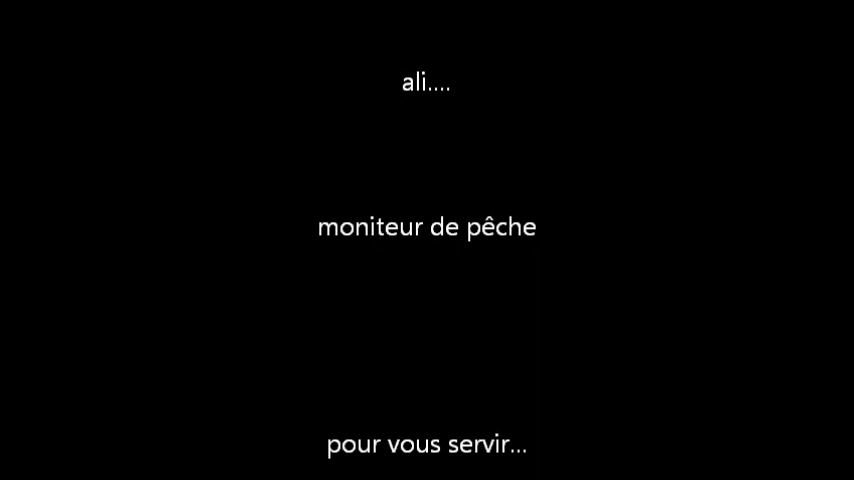 ali....
moniteur de pêche
pour vous servir...